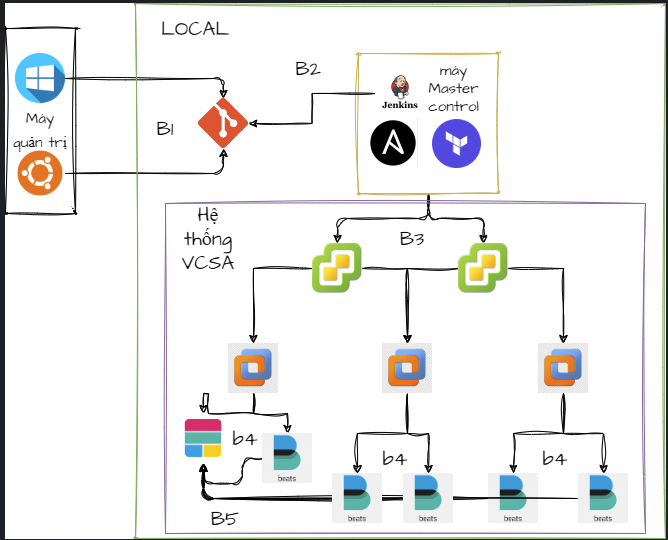 LOCAL
B2
Máy
quản trị
B1
Jenkins
máy
Master
control
Hệ
thống
VCSA
B3
b4
beats
b4
beats
beats
b4
beats
beats
B5